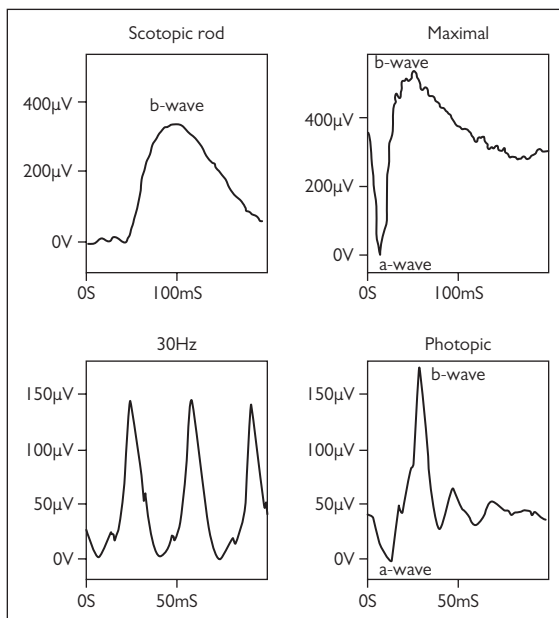 Scotopic rod
b-wave
400µV
200µV
0V
0S
100mS
Maximal
b-wave
400µV
200µV
0V
a-wave
0S
100mS
30Hz
150µV
100µV
50µV
0V
0S
50mS
Photopic
150µV
b-wave
100µV
50µV
0V
a-wave
0S
50mS